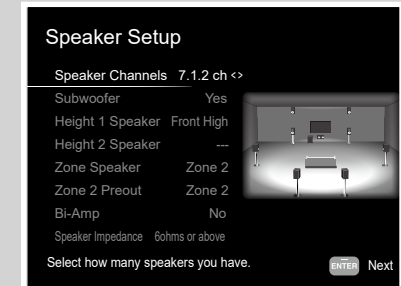 Speaker Setup
Speaker Channels 7.1.2 ch <>
Subwoofer Yes
Height 1 Speaker Front High
Height 2 Speaker ---
Zone Speaker Zone 2
Zone 2 Preout Zone 2
Bi-Amp No
Speaker Impedance 6ohms or above
Select how many speakers you have.
ENTER Next